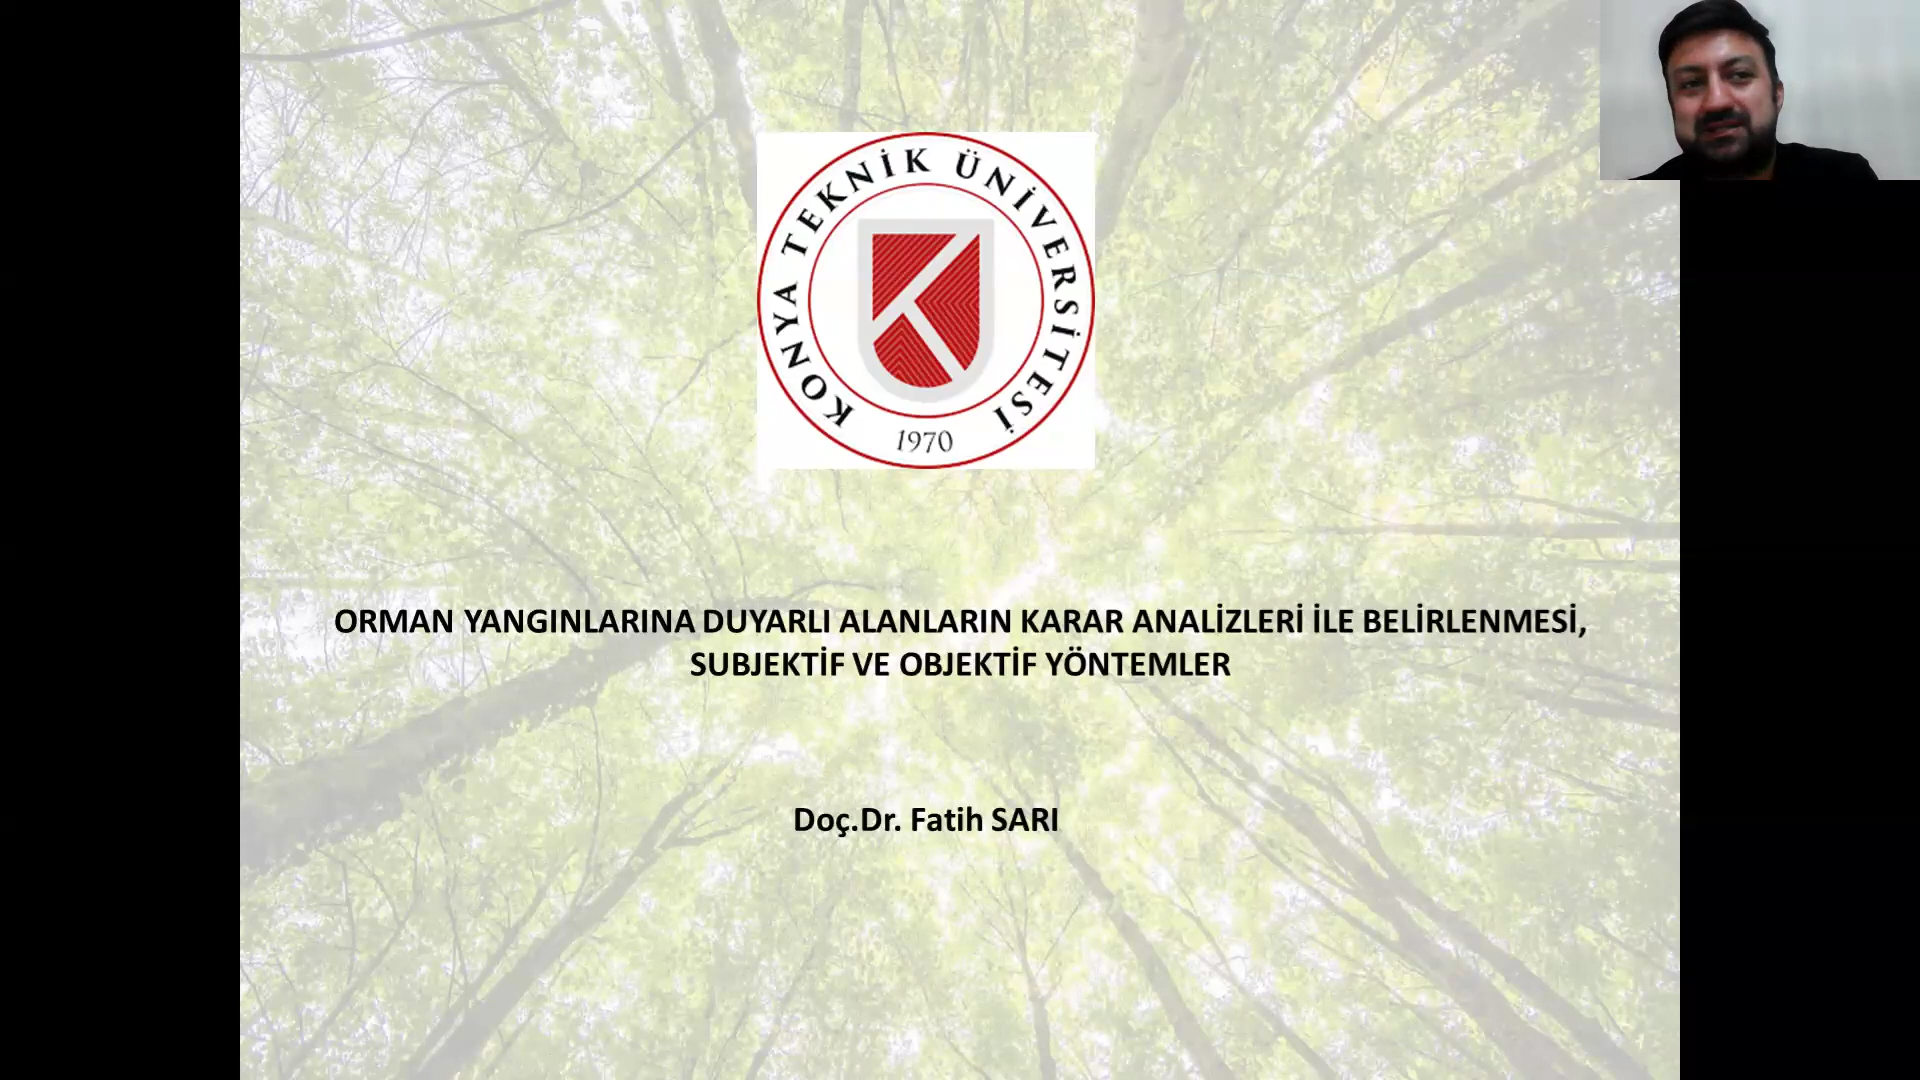 KONYA TEKNİK ÜNİVERSİTESİ
1970
ORMAN YANGINLARINA DUYARLI ALANLARIN KARAR ANALİZLERİ İLE BELİRLENMESİ,
SUBJEKTİF VE OBJEKTİF YÖNTEMLER
Doç.Dr. Fatih SARI